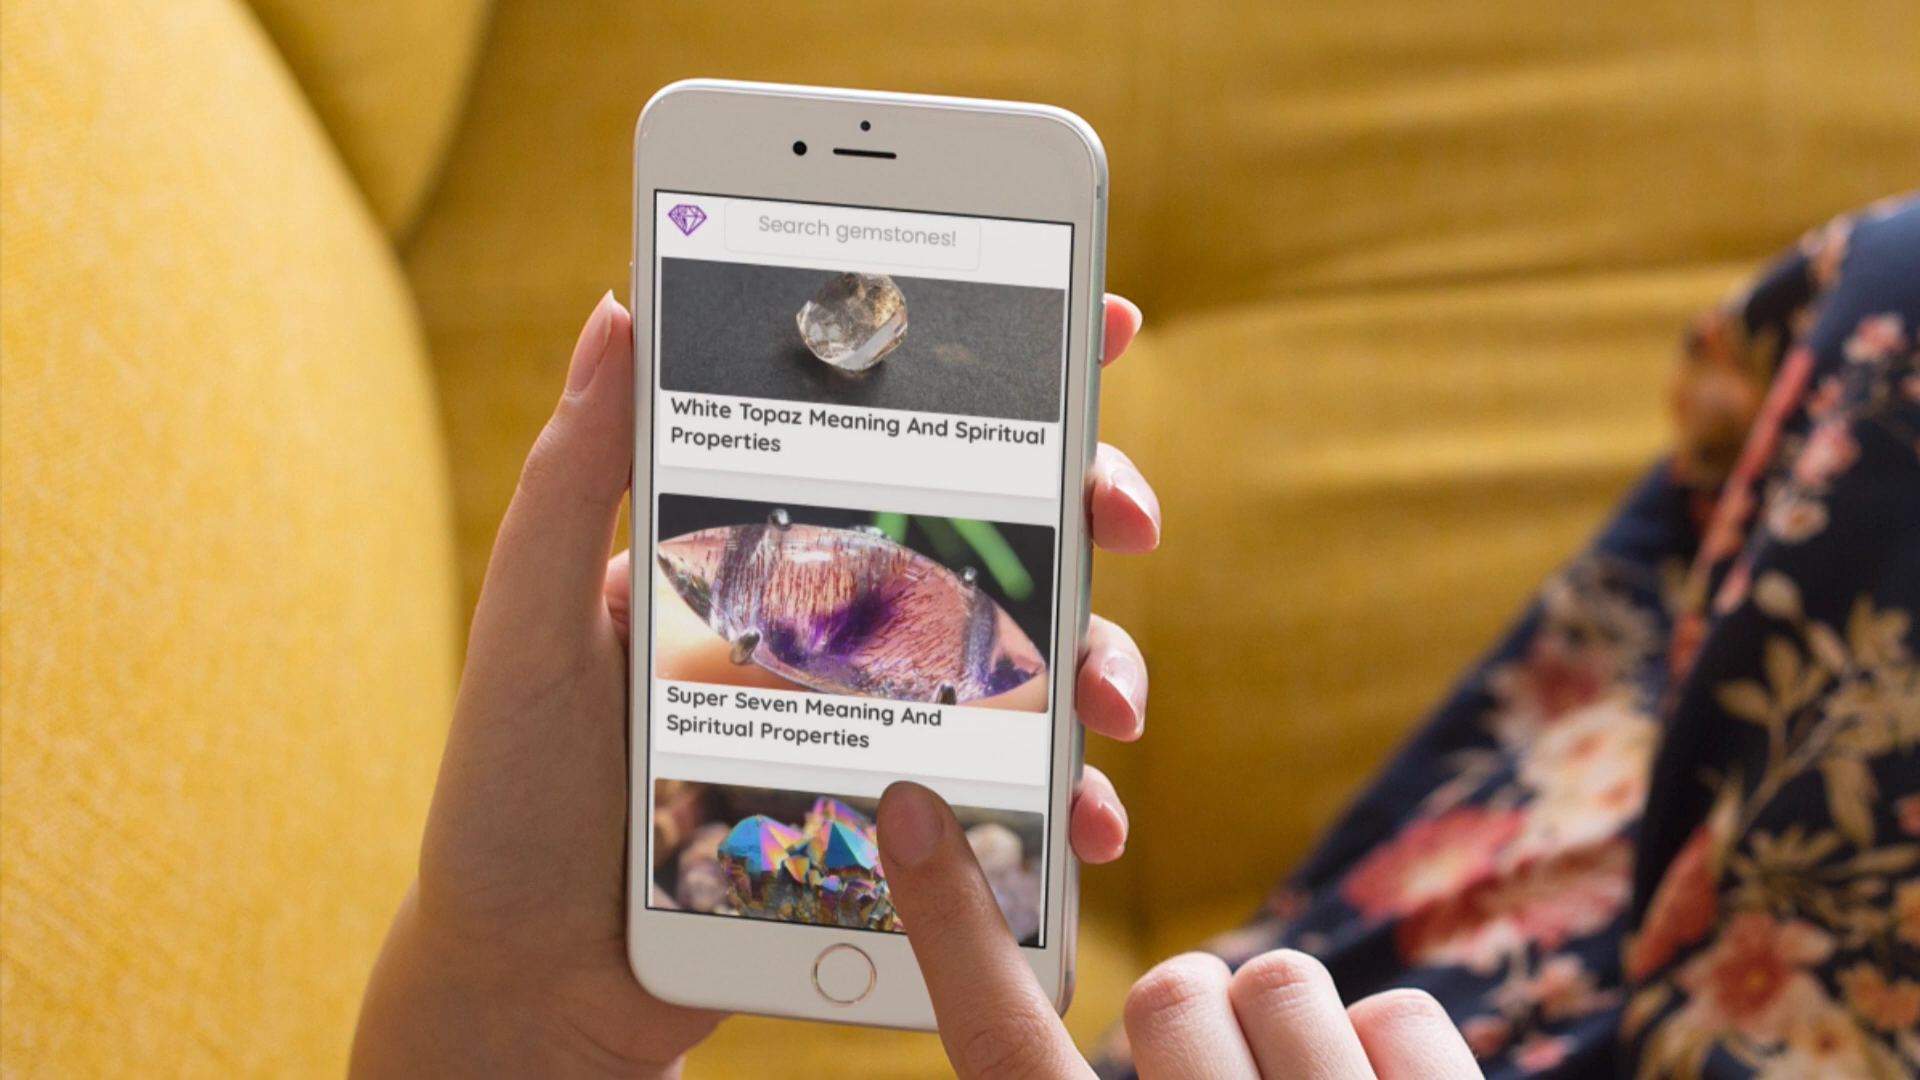 Search gemstones!
White Topaz Meaning And Spiritual
Properties
Super Seven Meaning And
Spiritual Properties